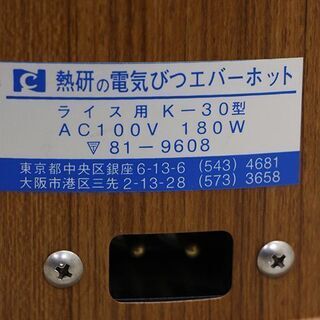 熱研の電気びつエバーホット
ライス用 K-30型
AC100V 180W
▽81-9608
東京都中央区銀座6-13-6 (543) 4681
大阪市港区三先2-13-28 (573) 3658